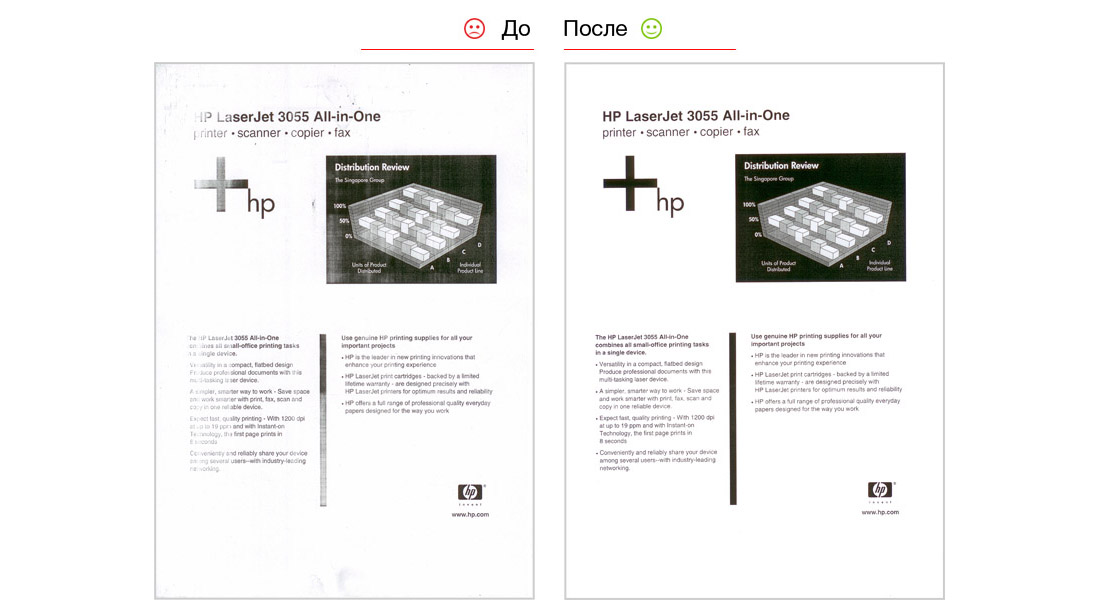 До
После
HP LaserJet 3055 All-in-One
printer • scanner • copier • fax
hp
Distribution Review
The Singapore Group
100%
50%
0%
A
B
C
D
Units of Product
Distributed
Individual
Product Line
The HP LaserJet 3055 All-in-One
combines all small-office printing tasks
in a single device.
Versatility in a compact, flatbed design
Produce professional documents with this
multi-tasking laser device.
A simpler, smarter way to work - Save space
and work smarter with print, fax, scan and
copy in one reliable device.
Expect fast, quality printing - With 1200 dpi
at up to 19 ppm and with Instant-on
Technology, the first page prints in
8 seconds
Conveniently and reliably share your device
among several users--with industry-leading
networking.
Use genuine HP printing supplies for all your
important projects
• HP is the leader in new printing innovations that
enhance your printing experience
• HP LaserJet print cartridges - backed by a limited
lifetime warranty - are designed precisely with
HP LaserJet printers for optimum results and reliability
• HP offers a full range of professional quality everyday
papers designed for the way you work
hp
®
invent
www.hp.com
HP LaserJet 3055 All-in-One
printer • scanner • copier • fax
hp
Distribution Review
The Singapore Group
100%
50%
0%
A
B
C
D
Units of Product
Distributed
Individual
Product Line
The HP LaserJet 3055 All-in-One
combines all small-office printing tasks
in a single device.
• Versatility in a compact, flatbed design
Produce professional documents with this
multi-tasking laser device.
• A simpler, smarter way to work - Save space
and work smarter with print, fax, scan and
copy in one reliable device.
• Expect fast, quality printing - With 1200 dpi
at up to 19 ppm and with Instant-on
Technology, the first page prints in
8 seconds
• Conveniently and reliably share your device
among several users--with industry-leading
networking.
Use genuine HP printing supplies for all your
important projects
• HP is the leader in new printing innovations that
enhance your printing experience
• HP LaserJet print cartridges - backed by a limited
lifetime warranty - are designed precisely with
HP LaserJet printers for optimum results and reliability
• HP offers a full range of professional quality everyday
papers designed for the way you work
hp
®
invent
www.hp.com